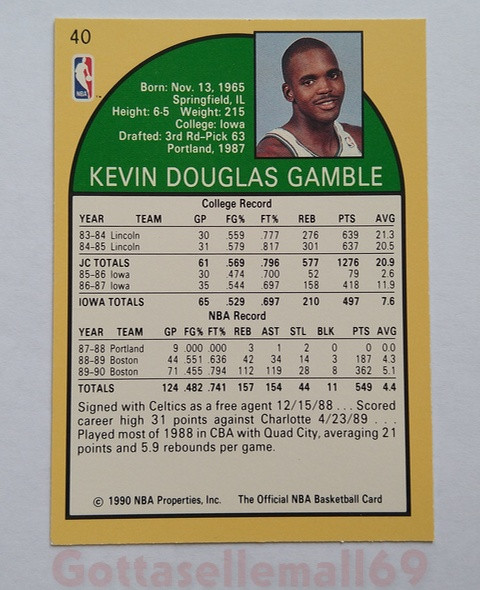 40
NBA
Born: Nov. 13, 1965
Springfield, IL
Height: 6-5 Weight: 215
College: Iowa
Drafted: 3rd Rd-Pick 63
Portland, 1987
KEVIN DOUGLAS GAMBLE
College Record
YEAR TEAM GP FG% FT% REB PTS AVG
83-84 Lincoln 30 .559 .777 276 639 21.3
84-85 Lincoln 31 .579 .817 301 637 20.5
JC TOTALS 61 .569 .796 577 1276 20.9
85-86 Iowa 30 .474 .700 52 79 2.6
86-87 Iowa 35 .544 .697 158 418 11.9
IOWA TOTALS 65 .529 .697 210 497 7.6
NBA Record
YEAR TEAM GP FG% FT% REB AST STL BLK PTS AVG
87-88 Portland 9 .000 .000 3 1 2 0 0 0.0
88-89 Boston 44 .551 .636 42 34 14 3 187 4.3
89-90 Boston 71 .455 .794 112 119 28 8 362 5.1
TOTALS 124 .482 .741 157 154 44 11 549 4.4
Signed with Celtics as a free agent 12/15/88 . . . Scored
career high 31 points against Charlotte 4/23/89 . . .
Played most of 1988 in CBA with Quad City, averaging 21
points and 5.9 rebounds per game.
© 1990 NBA Properties, Inc. The Official NBA Basketball Card
Gottasellemall69